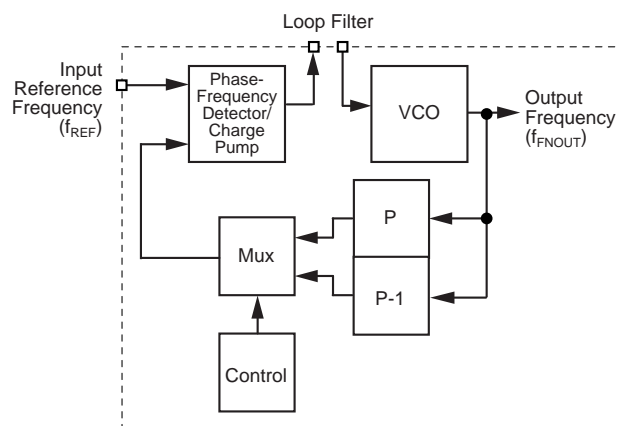 Loop Filter
Input
Reference
Frequency
(fREF)
Phase-
Frequency
Detector/
Charge
Pump
VCO
Output
Frequency
(fFNOUT)
P
Mux
P-1
Control